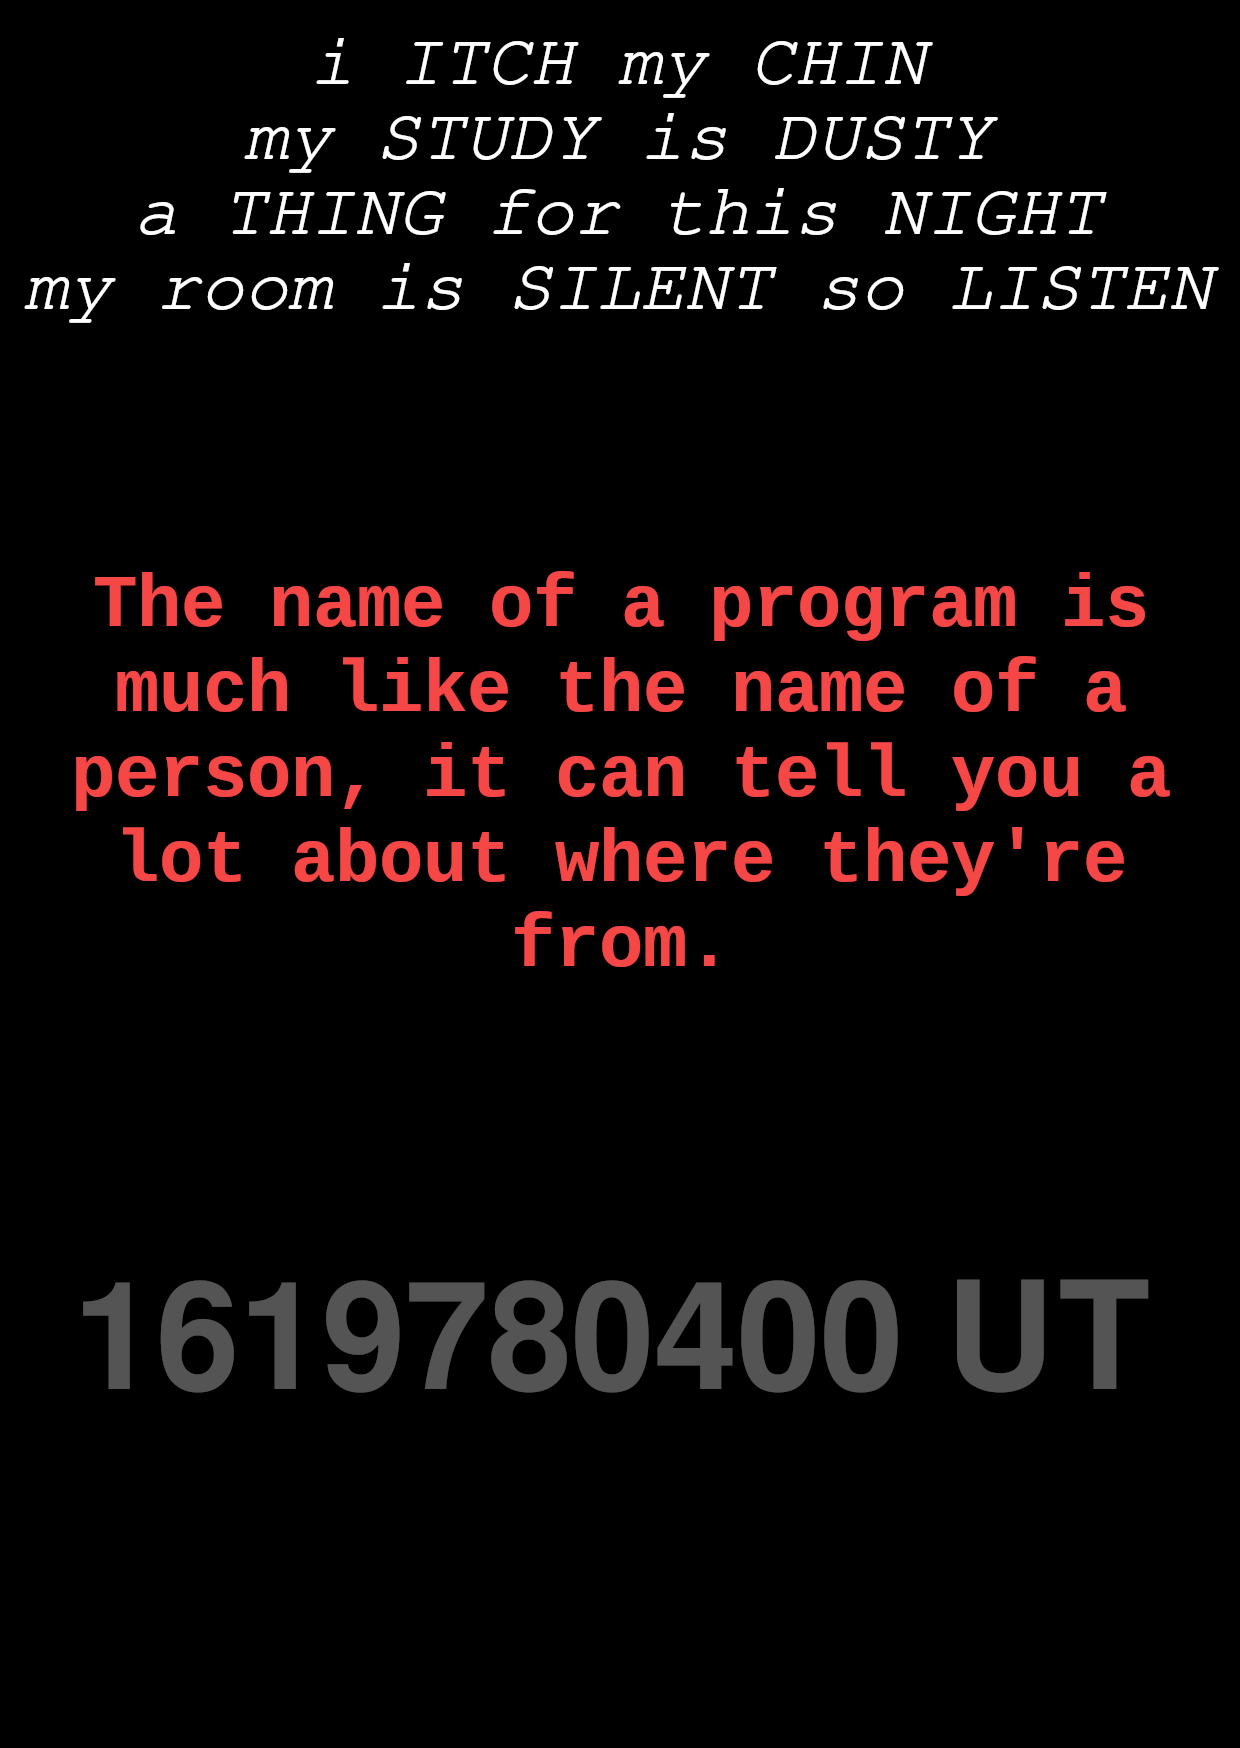 i ITCH my CHIN
my STUDY is DUSTY
a THING for this NIGHT
my room is SILENT so LISTEN
The name of a program is
much like the name of a
person, it can tell you a
lot about where they're
from.
1619780400 UT